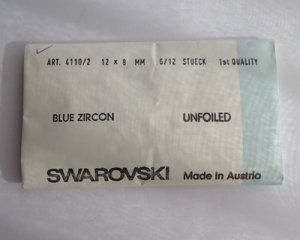 ART. 4110/2 12 x 8 MM 6/12 STUECK 1st QUALITY
BLUE ZIRCON UNFOILED
SWAROVSKI Made in Austria